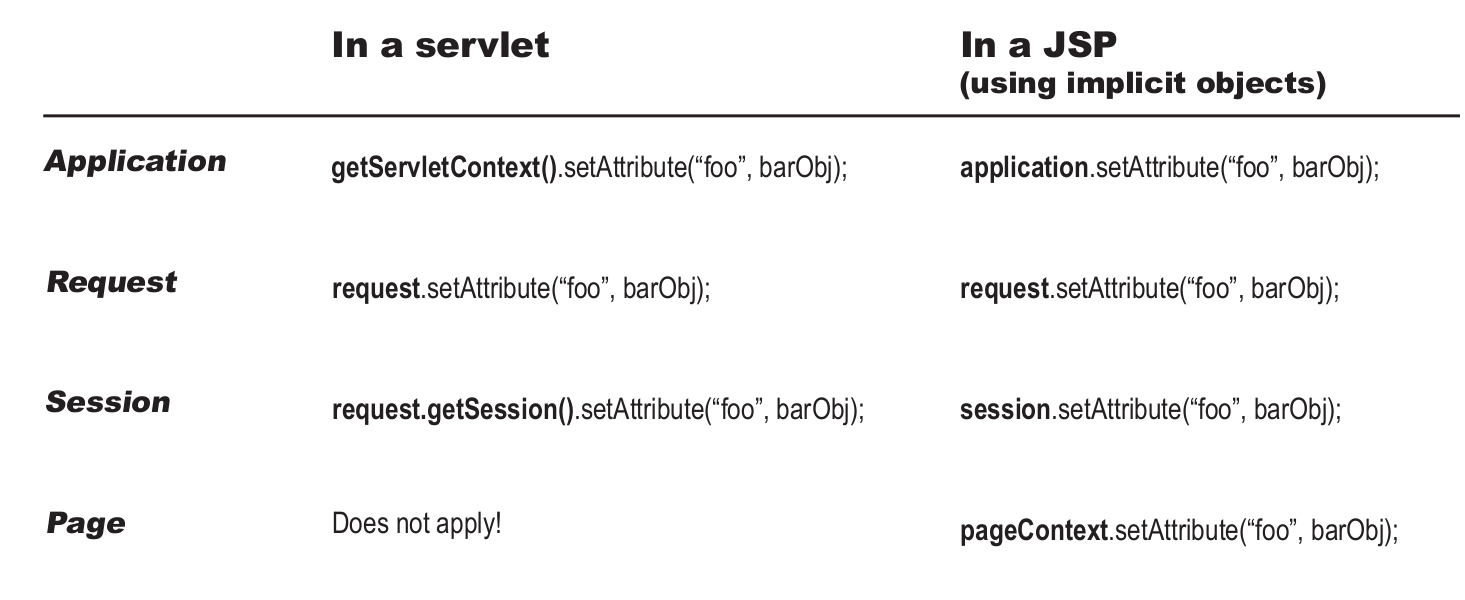 In a servlet
In a JSP
(using implicit objects)
Application
getServletContext().setAttribute(“foo”, barObj);
application.setAttribute(“foo”, barObj);
Request
request.setAttribute(“foo”, barObj);
request.setAttribute(“foo”, barObj);
Session
request.getSession().setAttribute(“foo”, barObj);
session.setAttribute(“foo”, barObj);
Page
Does not apply!
pageContext.setAttribute(“foo”, barObj);